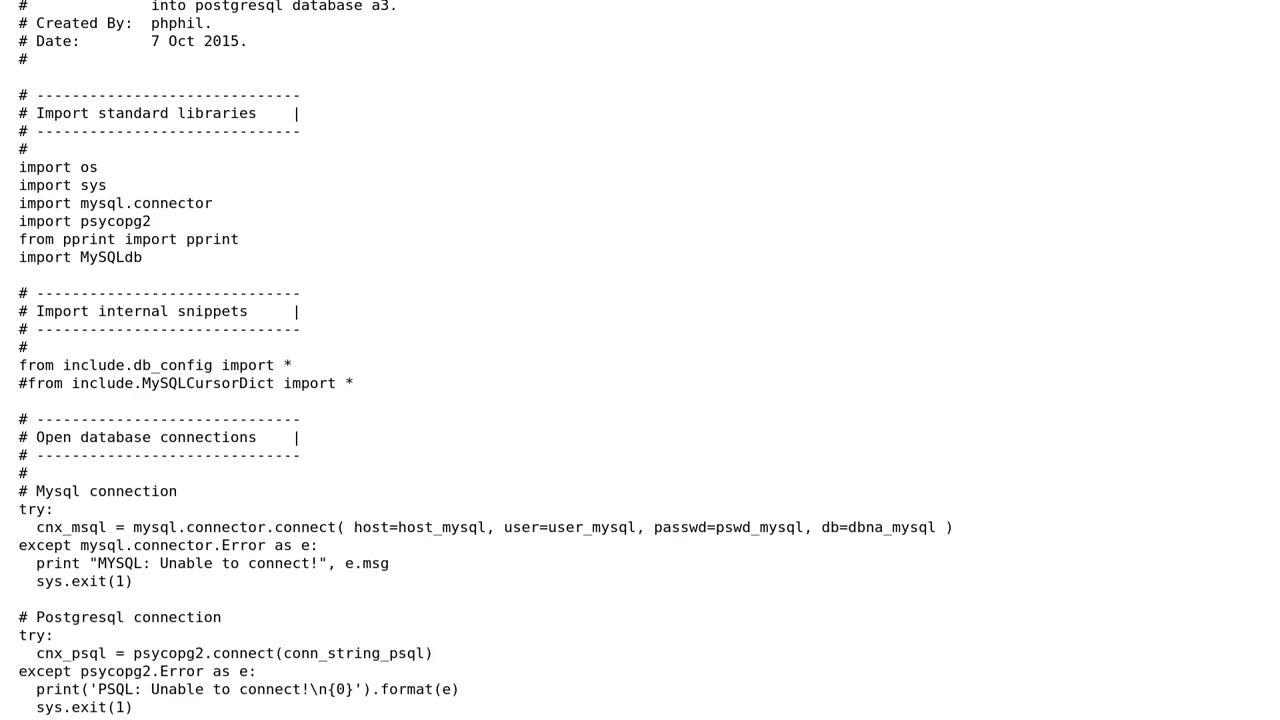 #              into postgresql database a3.
# Created By:  phphil.
# Date:        7 Oct 2015.
#

# ------------------------------
# Import standard libraries    |
# ------------------------------
#
import os
import sys
import mysql.connector
import psycopg2
from pprint import pprint
import MySQLdb

# ------------------------------
# Import internal snippets     |
# ------------------------------
#
from include.db_config import *
#from include.MySQLCursorDict import *

# ------------------------------
# Open database connections    |
# ------------------------------
#
# Mysql connection
try:
  cnx_msql = mysql.connector.connect( host=host_mysql, user=user_mysql, passwd=pswd_mysql, db=dbna_mysql )
except mysql.connector.Error as e:
  print "MYSQL: Unable to connect!", e.msg
  sys.exit(1)

# Postgresql connection
try:
  cnx_psql = psycopg2.connect(conn_string_psql)
except psycopg2.Error as e:
  print('PSQL: Unable to connect!\n{0}').format(e)
  sys.exit(1)